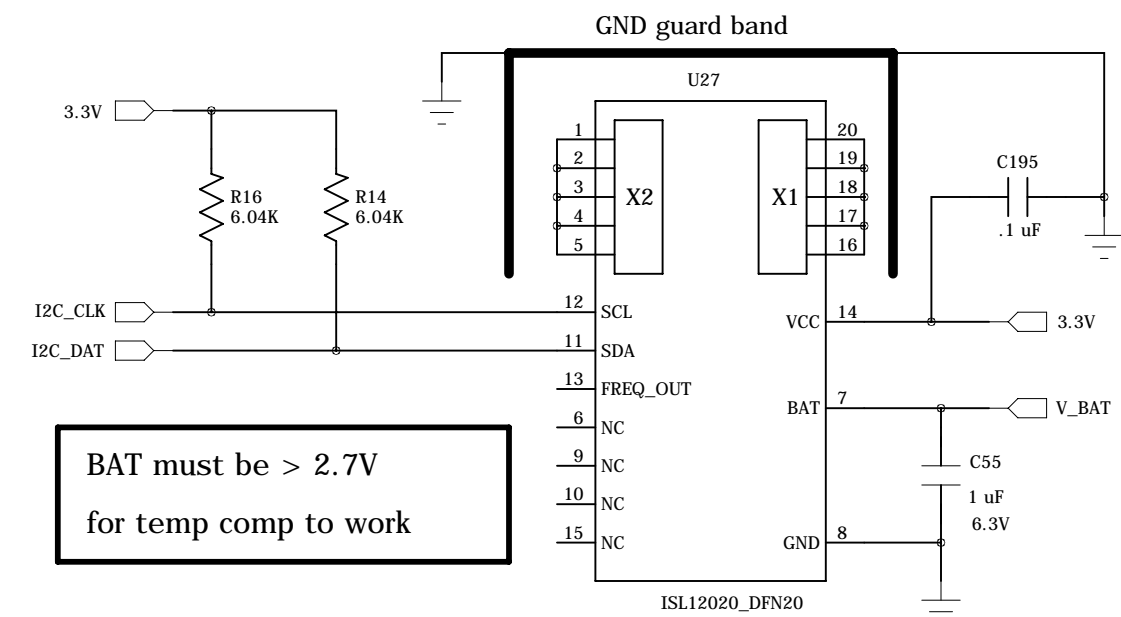 GND guard band
U27
3.3V
1
2
3
4
5
X2
X1
20
19
18
17
16
C195
.1 uF
R16
6.04K
R14
6.04K
I2C_CLK
12
SCL
VCC
14
3.3V
I2C_DAT
11
SDA
13
FREQ_OUT
BAT
7
V_BAT
6
NC
9
NC
10
NC
15
NC
C55
1 uF
6.3V
GND
8
BAT must be > 2.7V
for temp comp to work
ISL12020_DFN20